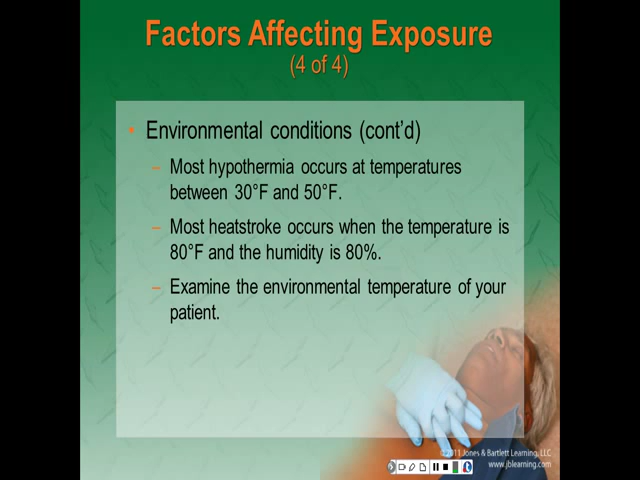 Factors Affecting Exposure
(4 of 4)
• Environmental conditions (cont'd)
– Most hypothermia occurs at temperatures
between 30°F and 50°F.
– Most heatstroke occurs when the temperature is
80°F and the humidity is 80%.
– Examine the environmental temperature of your
patient.
©2011 Jones & Bartlett Learning, LLC
www.jblearning.com